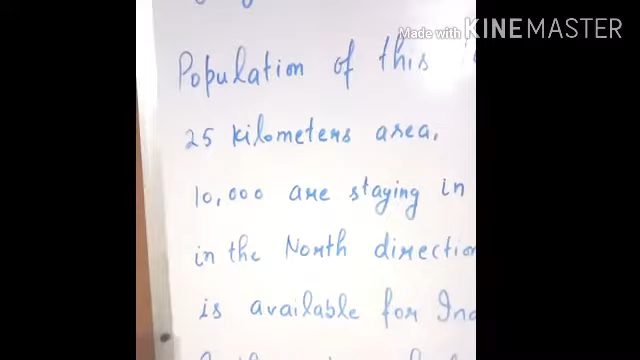 Made with KINEMASTER
Population of this
25 kilometers area.
10,000 are staying in
in the North direction
is available for Ind